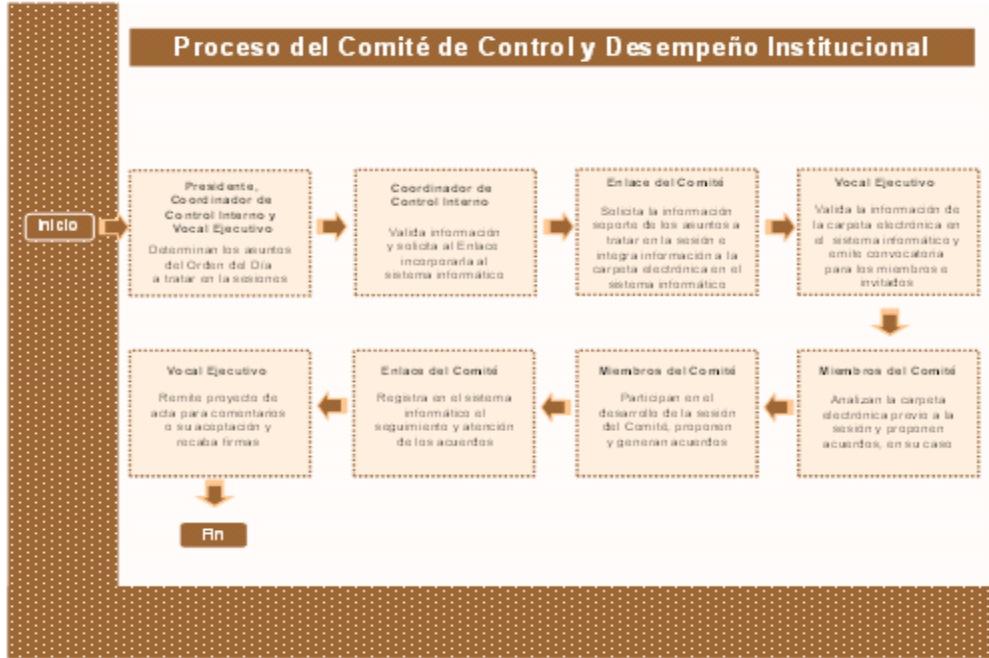 Proceso del Comité de Control y Desempeño Institucional
Inicio
Presidente,
Coordinador de
Control Interno y
Vocal Ejecutivo
Determinan los asuntos
del Orden del Día
a tratar en la sesiones
Coordinador de
Control Interno
Valida información
y solicita al Enlace
incorporarla al
sistema informático
Enlace del Comité
Solicita la información
soporte de los asuntos a
tratar en la sesión e
integra información a la
carpeta electrónica en el
sistema informático
Vocal Ejecutivo
Valida la información de
la carpeta electrónica en
el sistema informático y
emite convocatoria
para los miembros e
invitados
Miembros del Comité
Analizan la carpeta
electrónica previo a la
sesión y proponen
acuerdos, en su caso
Miembros del Comité
Participan en el
desarrollo de la sesión
del Comité, proponen
y generan acuerdos
Enlace del Comité
Registra en el sistema
informático el
seguimiento y atención
de los acuerdos
Vocal Ejecutivo
Remite proyecto de
acta para comentarios
o su aceptación y
recaba firmas
Fin